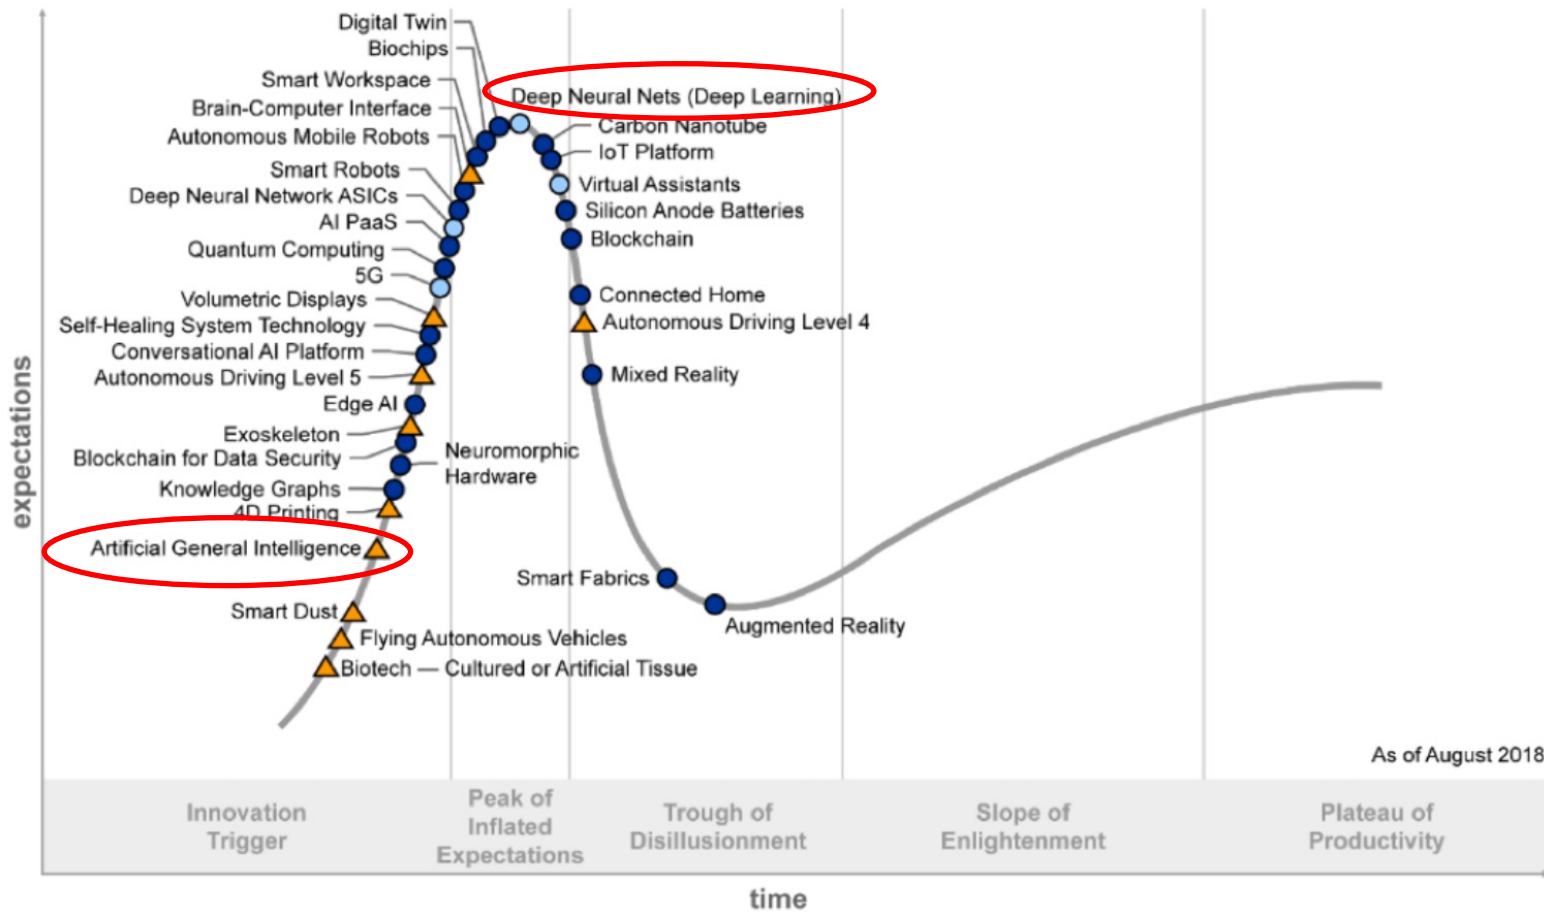 Digital Twin
Biochips
Smart Workspace
Brain-Computer Interface
Autonomous Mobile Robots
Smart Robots
Deep Neural Network ASICs
AI PaaS
Quantum Computing
5G
Volumetric Displays
Self-Healing System Technology
Conversational AI Platform
Autonomous Driving Level 5
Edge AI
Exoskeleton
Blockchain for Data Security
Neuromorphic
Hardware
Knowledge Graphs
4D Printing
Artificial General Intelligence
Smart Dust
Flying Autonomous Vehicles
Biotech — Cultured or Artificial Tissue
Deep Neural Nets (Deep Learning)
Carbon Nanotube
IoT Platform
Virtual Assistants
Silicon Anode Batteries
Blockchain
Connected Home
Autonomous Driving Level 4
Mixed Reality
Smart Fabrics
Augmented Reality
expectations
As of August 2018
Innovation
Trigger
Peak of
Inflated
Expectations
Trough of
Disillusionment
Slope of
Enlightenment
Plateau of
Productivity
time